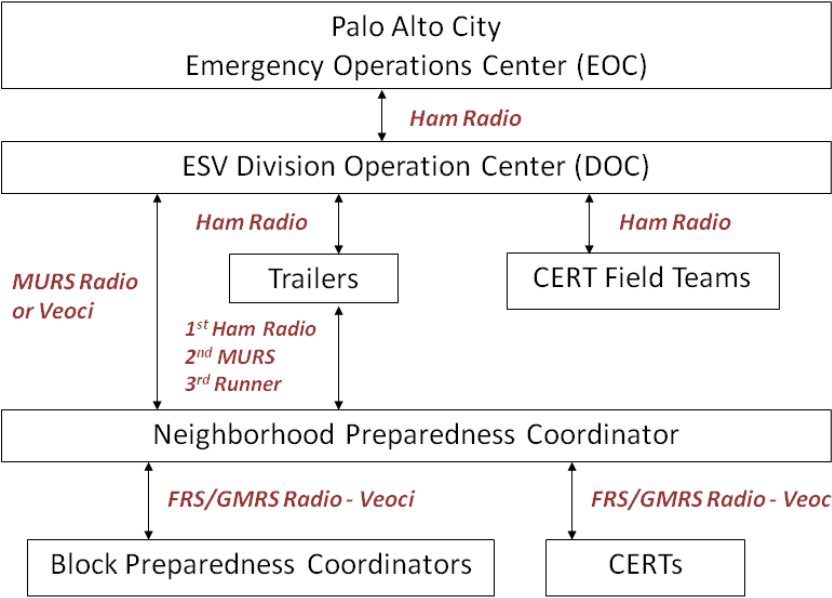 Palo Alto City
Emergency Operations Center (EOC)
Ham Radio
ESV Division Operation Center (DOC)
Ham Radio
Ham Radio
MURS Radio
or Veoci
Trailers
CERT Field Teams
1st Ham Radio
2nd MURS
3rd Runner
Neighborhood Preparedness Coordinator
FRS/GMRS Radio - Veoci
FRS/GMRS Radio - Veoc
Block Preparedness Coordinators
CERTs